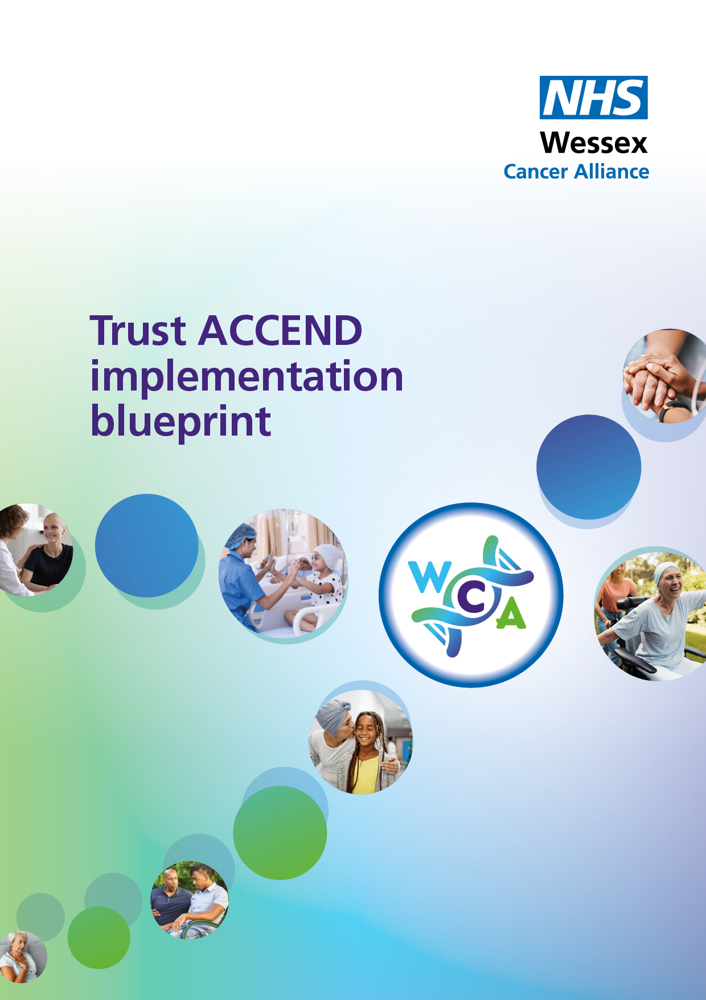 NHS
Wessex
Cancer Alliance
Trust ACCEND
implementation
blueprint
W
C
A